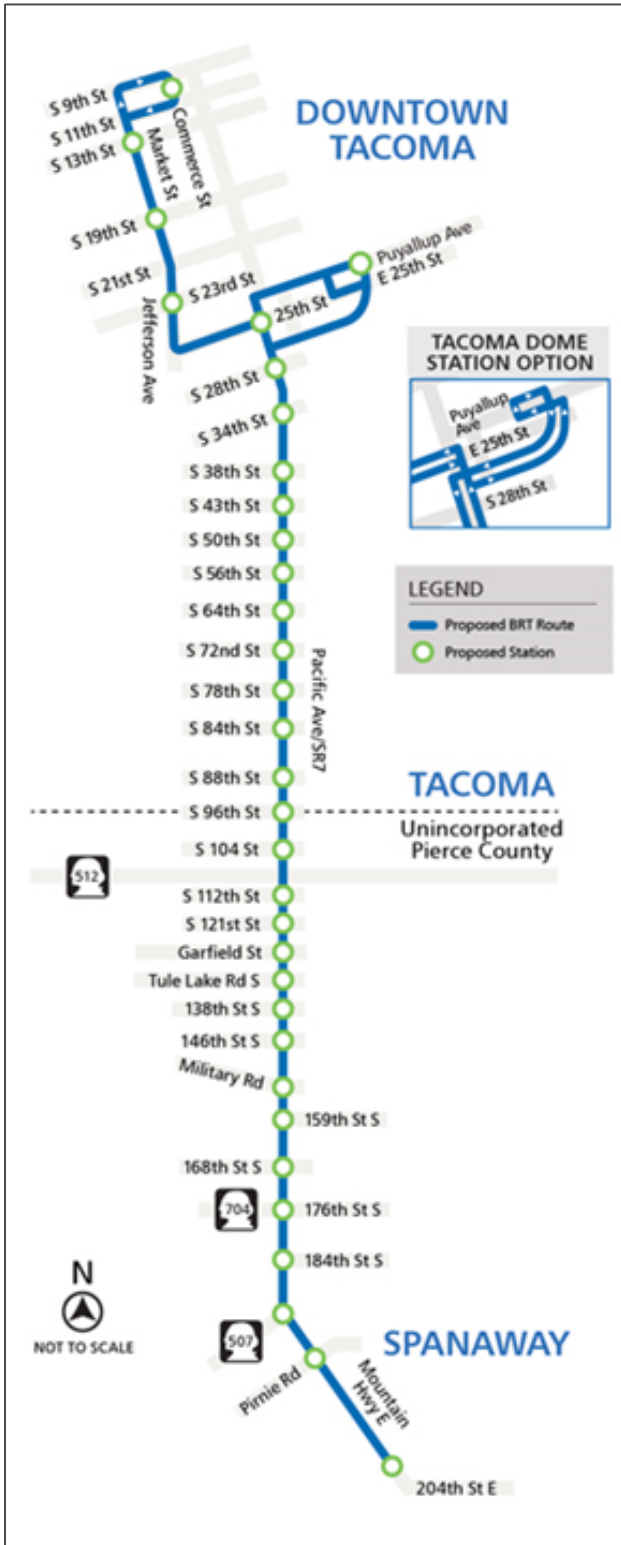 S 9th St
S 11th St
S 13th St
Commerce St
Market St
DOWNTOWN
TACOMA
S 19th St
S 21st St
S 23rd St
Jefferson Ave
Puyallup Ave
E 25th St
25th St
S 28th St
S 34th St
TACOMA DOME
STATION OPTION
Puyallup
Ave
E 25th St
S 28th St
S 38th St
S 43th St
S 50th St
S 56th St
S 64th St
LEGEND
Proposed BRT Route
Proposed Station
S 72nd St
Pacific Ave/SR7
S 78th St
S 84th St
S 88th St
TACOMA
S 96th St
Unincorporated
Pierce County
S 104 St
512
S 112th St
S 121st St
Garfield St
Tule Lake Rd S
138th St S
146th St S
Military Rd
159th St S
168th St S
704
176th St S
184th St S
N
NOT TO SCALE
507
SPANAWAY
Pirnie Rd
Mountain
Hwy E
204th St E